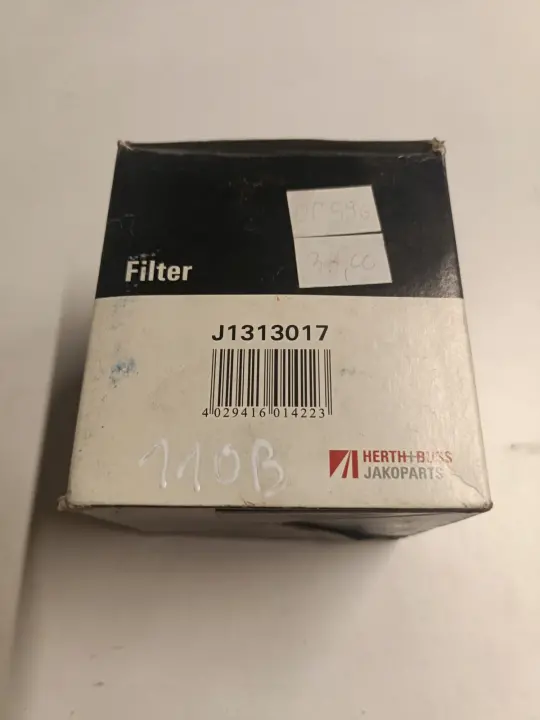 Filter
J1313017
4 029416 014223
110B
HERTH+BUSS
JAKOPARTS